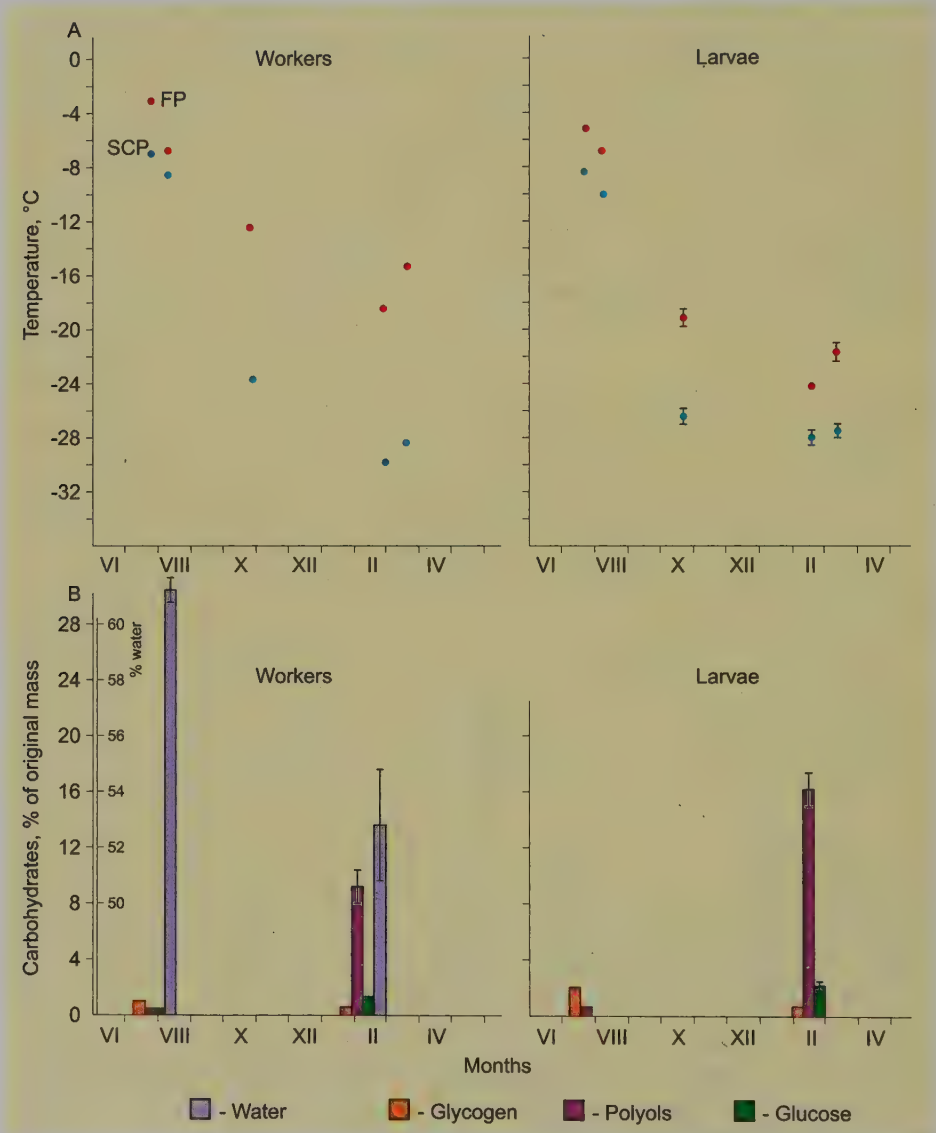 A
Workers
Larvae
Temperature, °C
0
-4
-8
-12
-16
-20
-24
-28
-32
FP
SCP
VI VIII X XII II IV
VI VIII X XII II IV
B
Workers
Larvae
Carbohydrates, % of original mass
28
24
20
16
12
8
4
0
% water
60
58
56
54
52
50
VI VIII X XII II IV
VI VIII X XII II IV
Months
- Water - Glycogen - Polyols - Glucose